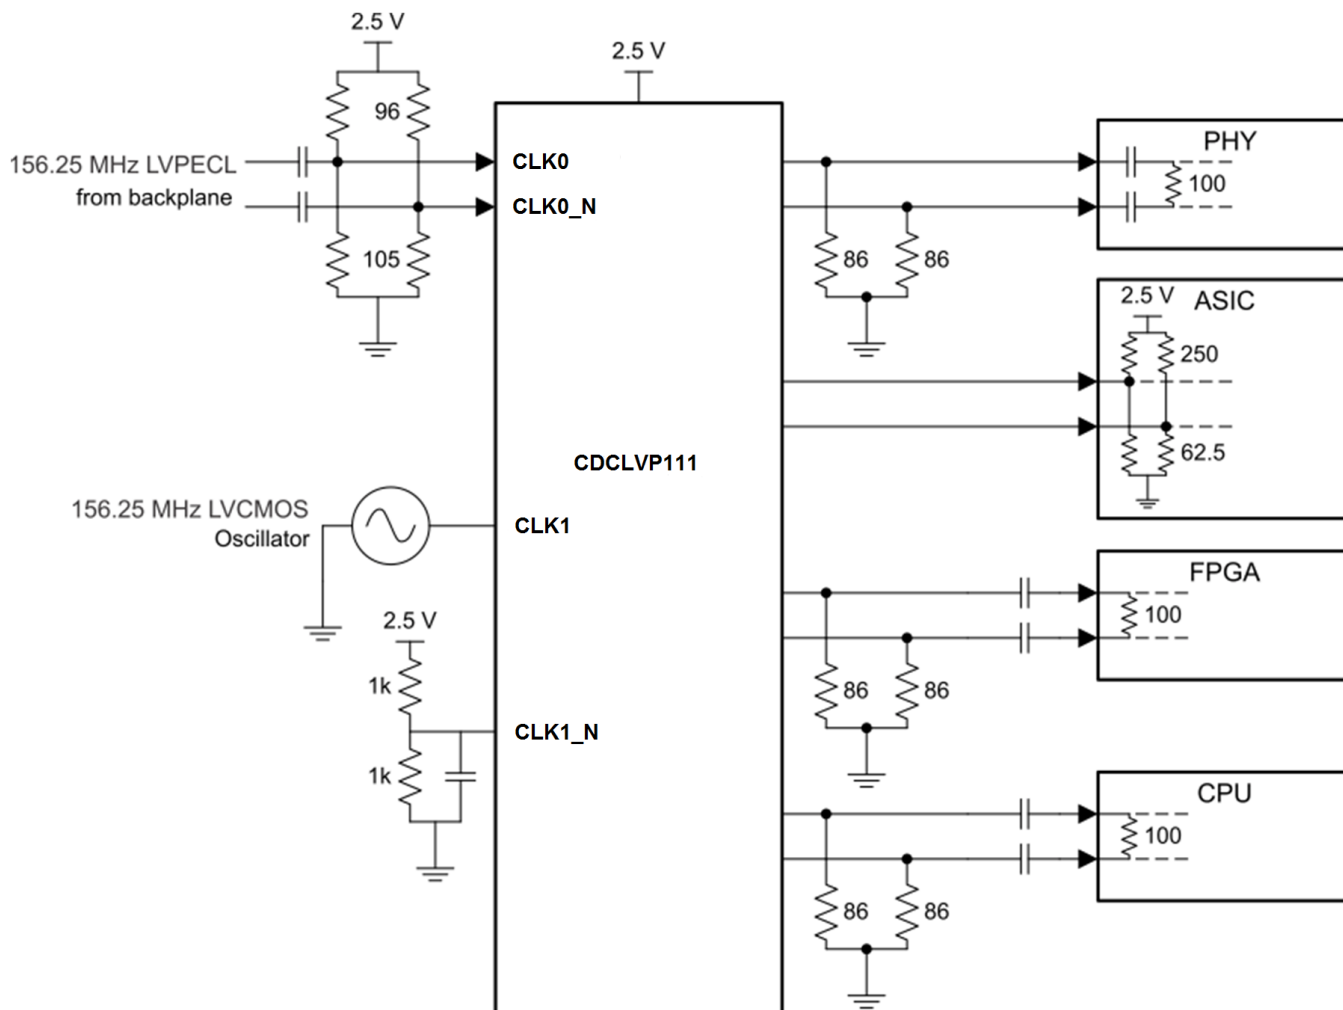 2.5 V
96
156.25 MHz LVPECL
from backplane
105
2.5 V
CLK0
CLK0_N
CDCLVP111
156.25 MHz LVCMOS
Oscillator
CLK1
2.5 V
1k
1k
CLK1_N
86
86
PHY
100
2.5 V
ASIC
250
62.5
86
86
FPGA
100
86
86
CPU
100